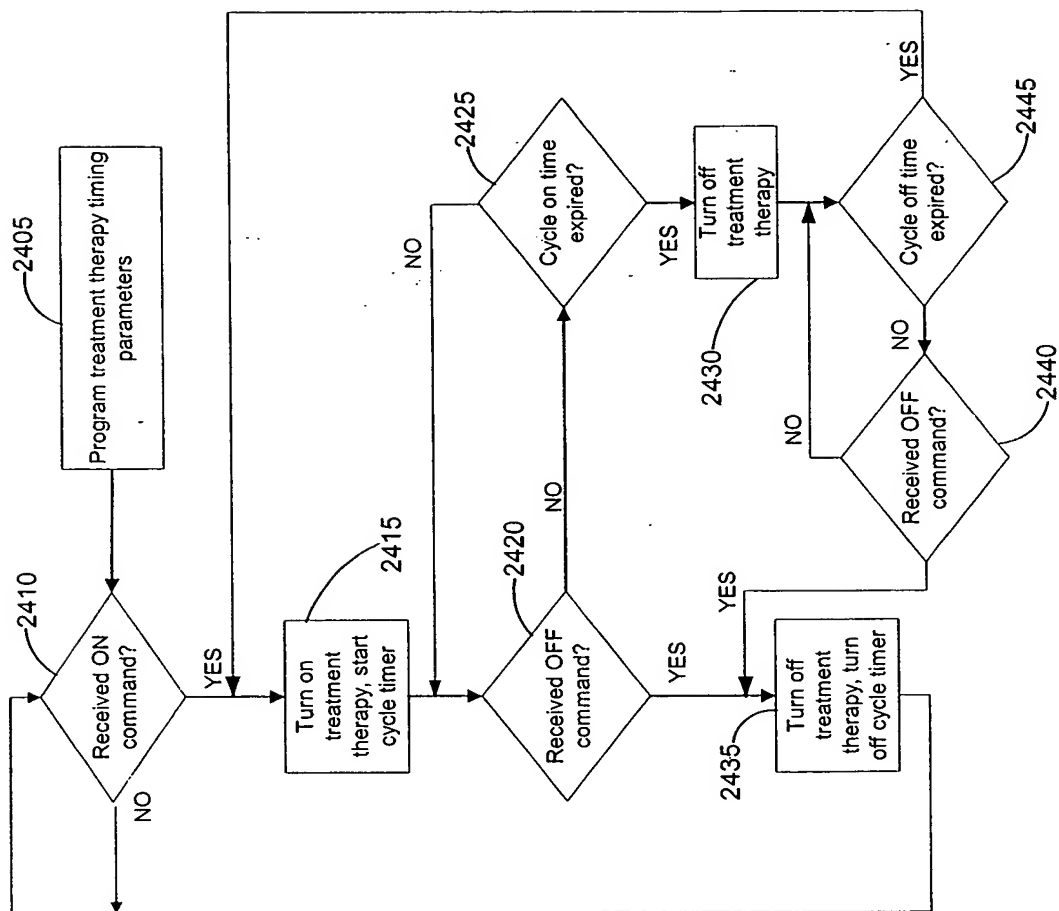 2405
Program treatment therapy timing
parameters
2410
Received ON
command?
NO
YES
2415
Turn on
treatment
therapy, start
cycle timer
2420
Received OFF
command?
NO
YES
2425
Cycle on time
expired?
NO
YES
2430
Turn off
treatment
therapy
2445
Cycle off time
expired?
YES
NO
2440
Received OFF
command?
NO
YES
2435
Turn off
treatment
therapy, turn
off cycle timer